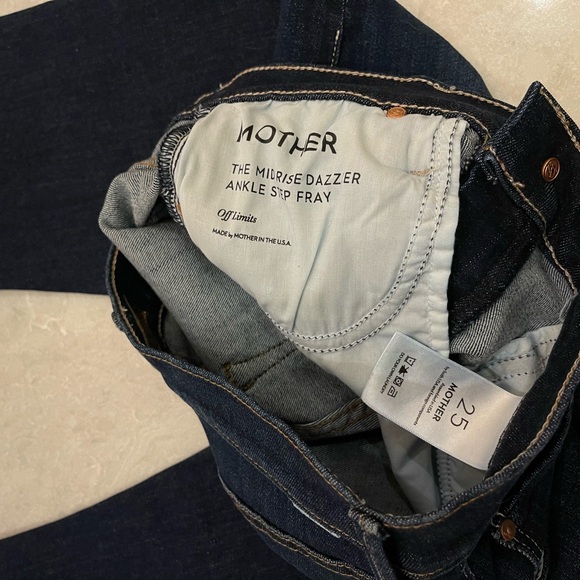 MOTHER
THE MIDRISE DAZZER
ANKLE STEP FRAY
Off Limits
MADE by MOTHER IN THE U.S.A.
25
MOTHER